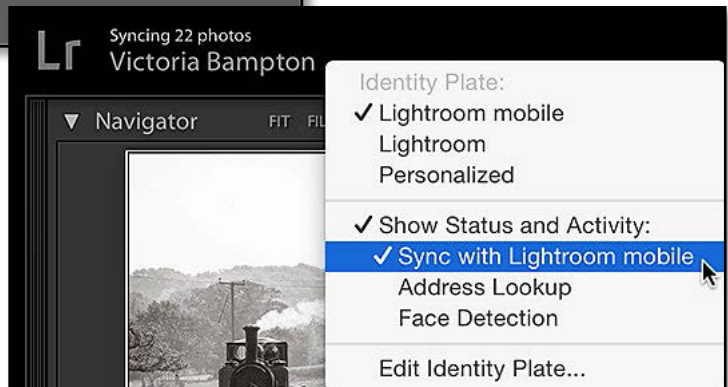 Lr
Syncing 22 photos
Victoria Bampton
Navigator
FIT
Identity Plate:
✓ Lightroom mobile
Lightroom
Personalized
✓ Show Status and Activity:
✓ Sync with Lightroom mobile
Address Lookup
Face Detection
Edit Identity Plate...